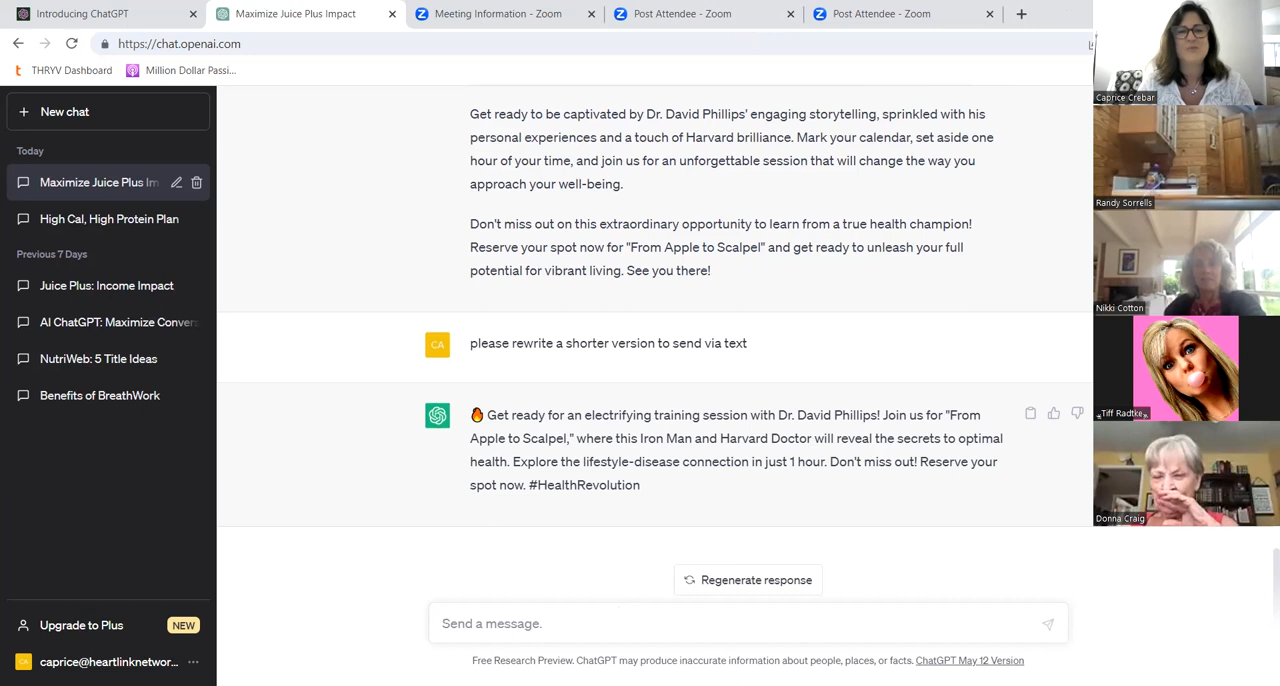 Introducing ChatGPT
Maximize Juice Plus Impact
Meeting Information - Zoom
Post Attendee - Zoom
Post Attendee - Zoom
https://chat.openai.com
THRYV Dashboard
Million Dollar Passi...
New chat
Today
Maximize Juice Plus Im
High Cal, High Protein Plan
Previous 7 Days
Juice Plus: Income Impact
AI ChatGPT: Maximize Convers
NutriWeb: 5 Title Ideas
Benefits of BreathWork
Upgrade to Plus
NEW
CA
caprice@heartlinknetwor...
Get ready to be captivated by Dr. David Phillips' engaging storytelling, sprinkled with his
personal experiences and a touch of Harvard brilliance. Mark your calendar, set aside one
hour of your time, and join us for an unforgettable session that will change the way you
approach your well-being.
Don't miss out on this extraordinary opportunity to learn from a true health champion!
Reserve your spot now for "From Apple to Scalpel" and get ready to unleash your full
potential for vibrant living. See you there!
CA
please rewrite a shorter version to send via text
🔥 Get ready for an electrifying training session with Dr. David Phillips! Join us for "From
Apple to Scalpel," where this Iron Man and Harvard Doctor will reveal the secrets to optimal
health. Explore the lifestyle-disease connection in just 1 hour. Don't miss out! Reserve your
spot now. #HealthRevolution
Regenerate response
Send a message.
Free Research Preview. ChatGPT may produce inaccurate information about people, places, or facts. ChatGPT May 12 Version
Caprice Crebar
Randy Sorrells
Nikki Cotton
Tiff Radtke
Donna Craig